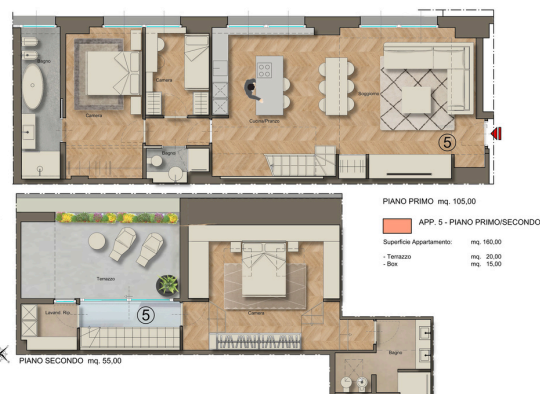 Bagno
Camera
Camera
Bagno
Cucina/Pranzo
Soggiorno
5
PIANO PRIMO mq. 105,00
APP. 5 - PIANO PRIMO/SECONDO
Superficie Appartamento: mq. 160,00
- Terrazzo mq. 20,00
- Box mq. 15,00
Terrazzo
Lavand. Rip.
5
Camera
Bagno
PIANO SECONDO mq. 55,00